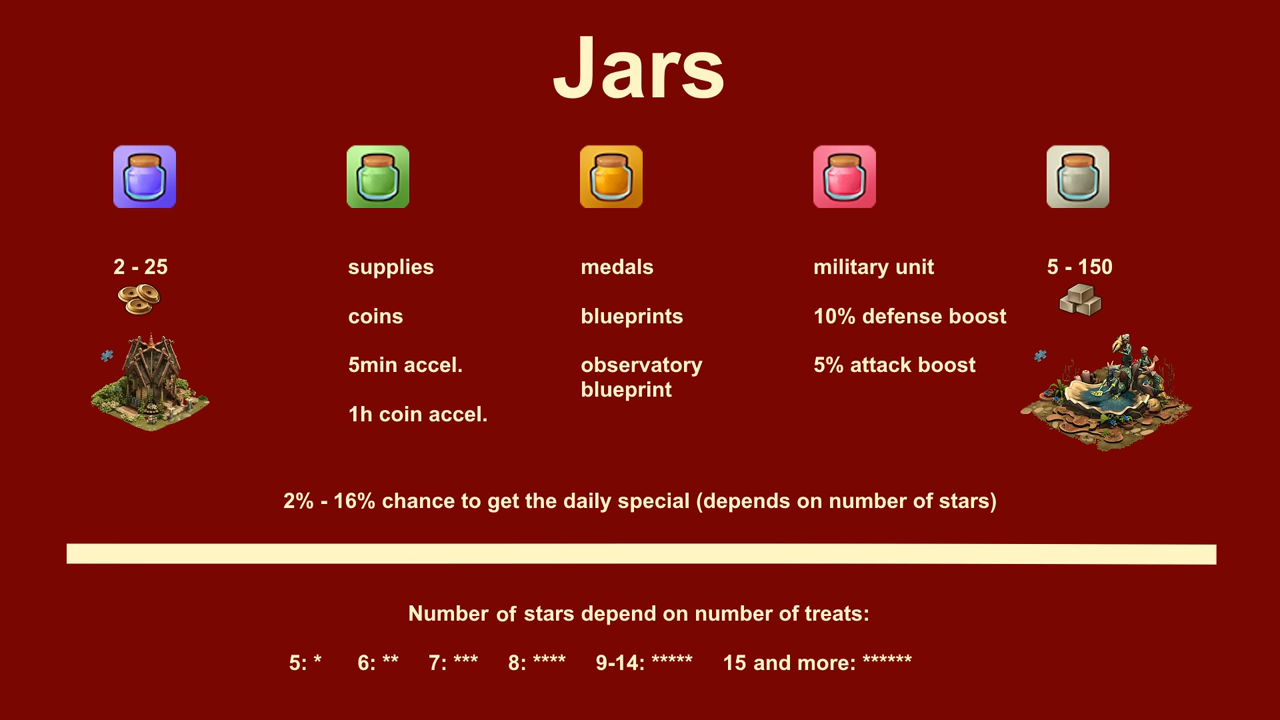 Jars
2 - 25
supplies
coins
5min accel.
1h coin accel.
medals
blueprints
observatory
blueprint
military unit
10% defense boost
5% attack boost
5 - 150
2% - 16% chance to get the daily special (depends on number of stars)
Number of stars depend on number of treats:
5: * 6: ** 7: *** 8: **** 9-14: ***** 15 and more: ******